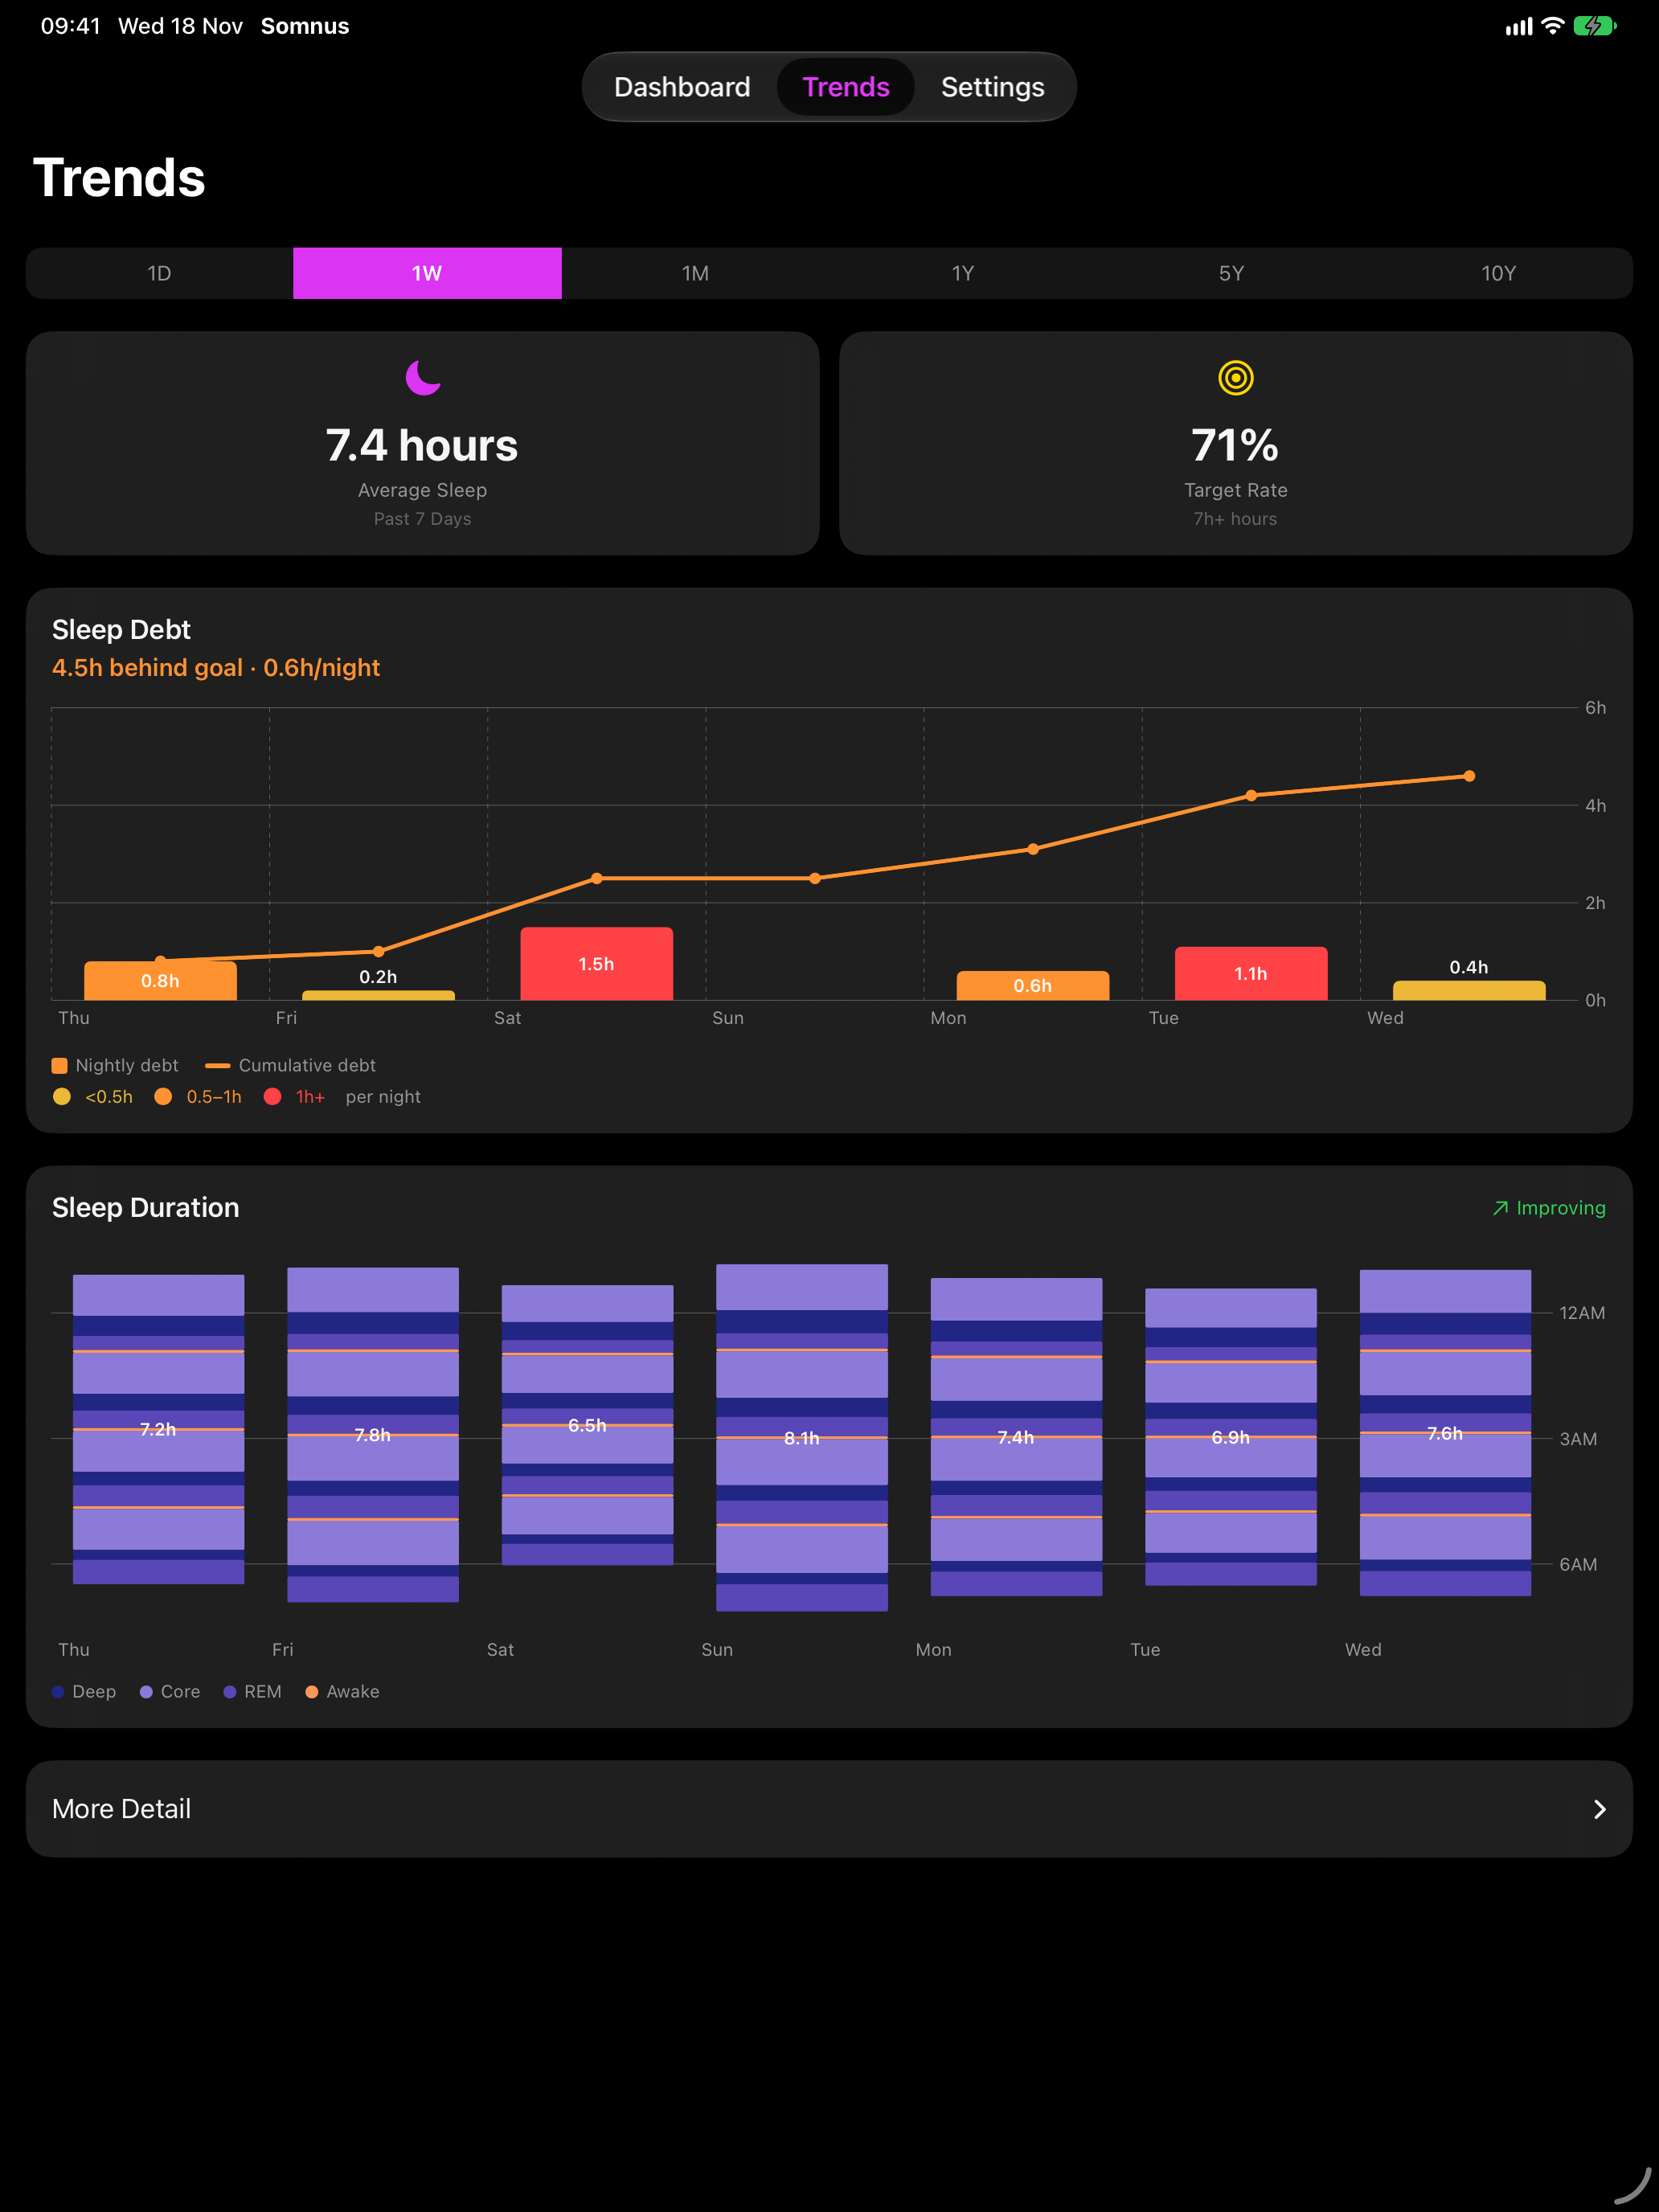 09:41 Wed 18 Nov Somnus
Dashboard Trends Settings
Trends
1D 1W 1M 1Y 5Y 10Y
7.4 hours
Average Sleep
Past 7 Days
71%
Target Rate
7h+ hours
Sleep Debt
4.5h behind goal · 0.6h/night
6h
4h
2h
0h
0.8h 0.2h 1.5h 0.6h 1.1h 0.4h
Thu Fri Sat Sun Mon Tue Wed
Nightly debt Cumulative debt
<0.5h 0.5–1h 1h+ per night
Sleep Duration
Improving
12AM
3AM
6AM
7.2h 7.8h 6.5h 8.1h 7.4h 6.9h 7.6h
Thu Fri Sat Sun Mon Tue Wed
Deep Core REM Awake
More Detail